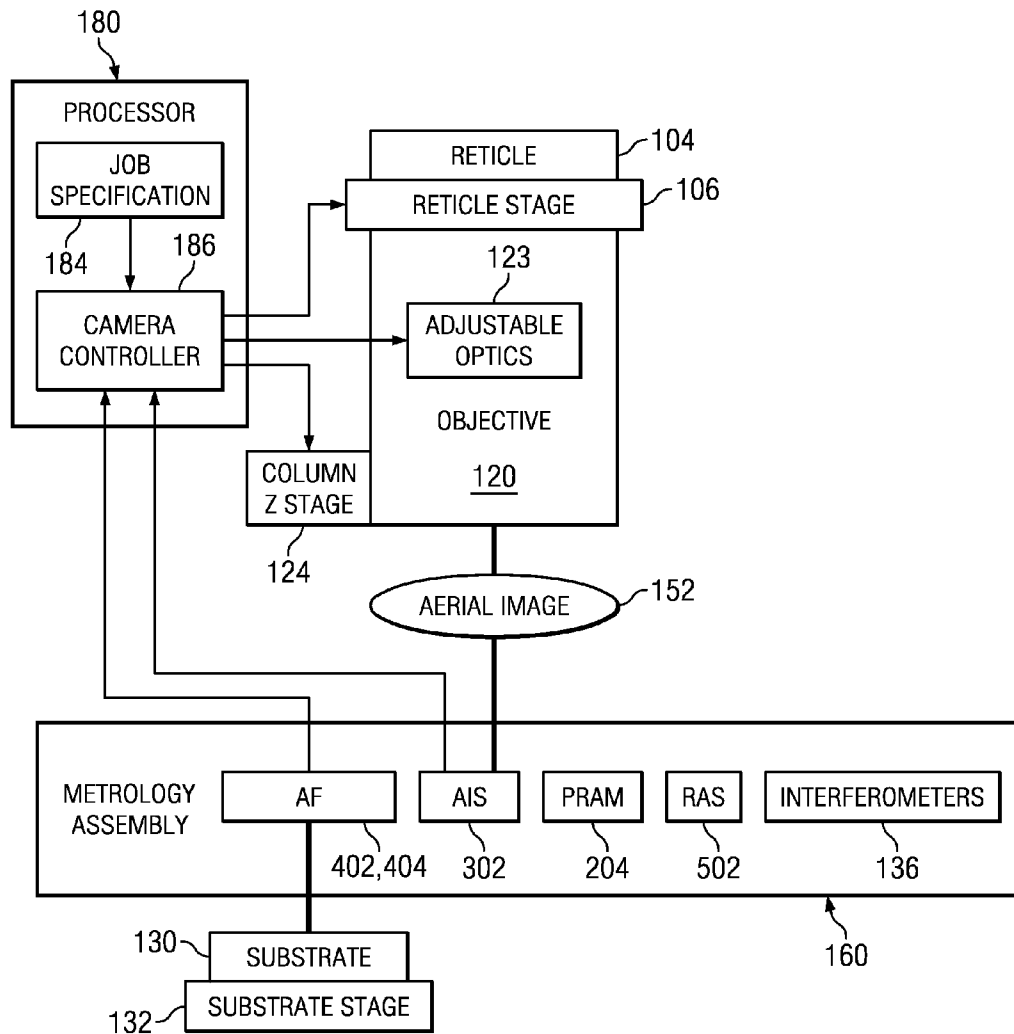 180
PROCESSOR
JOB
SPECIFICATION
184
186
CAMERA
CONTROLLER
RETICLE
104
RETICLE STAGE
106
123
ADJUSTABLE
OPTICS
OBJECTIVE
120
COLUMN
Z STAGE
124
AERIAL IMAGE
152
METROLOGY
ASSEMBLY
AF
402,404
AIS
302
PRAM
204
RAS
502
INTERFEROMETERS
136
160
130
SUBSTRATE
132
SUBSTRATE STAGE